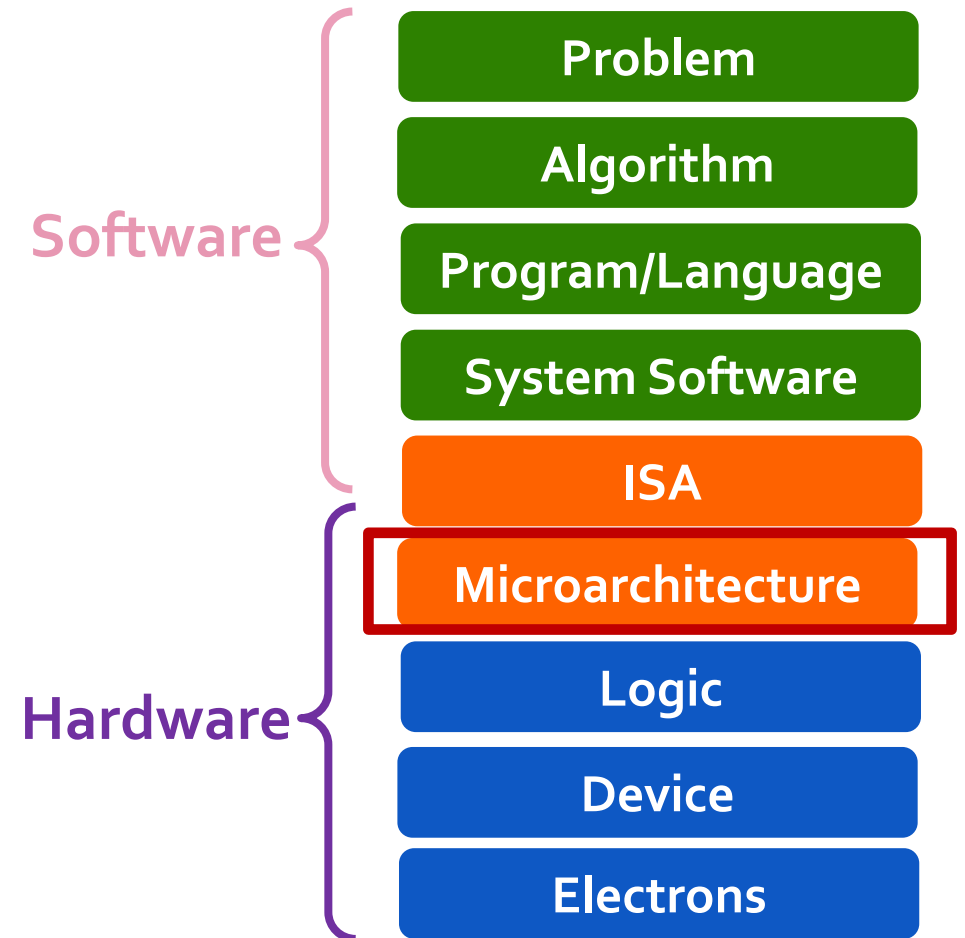 Problem
Algorithm
Software
Program/Language
System Software
ISA
Microarchitecture
Logic
Hardware
Device
Electrons